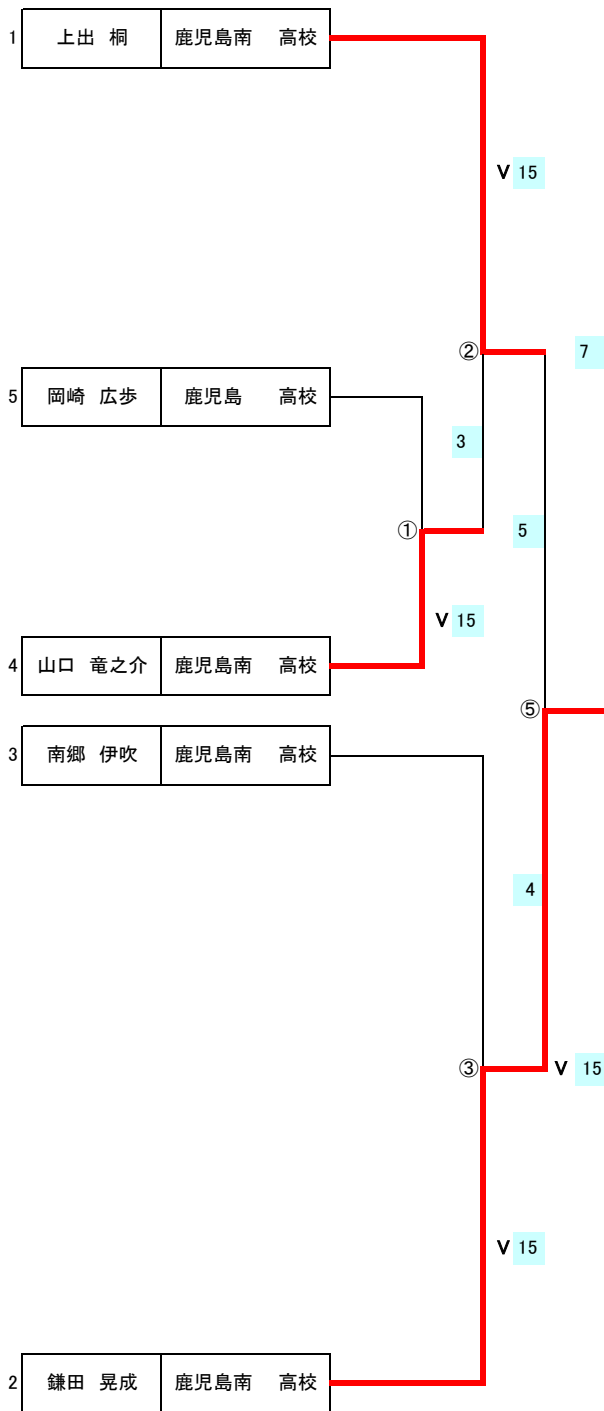 1 上出 桐 鹿児島南 高校
V 15
② 7
5 岡崎 広歩 鹿児島 高校
3
① 5
V 15
4 山口 竜之介 鹿児島南 高校
⑤
3 南郷 伊吹 鹿児島南 高校
4
③ V 15
V 15
2 鎌田 晃成 鹿児島南 高校